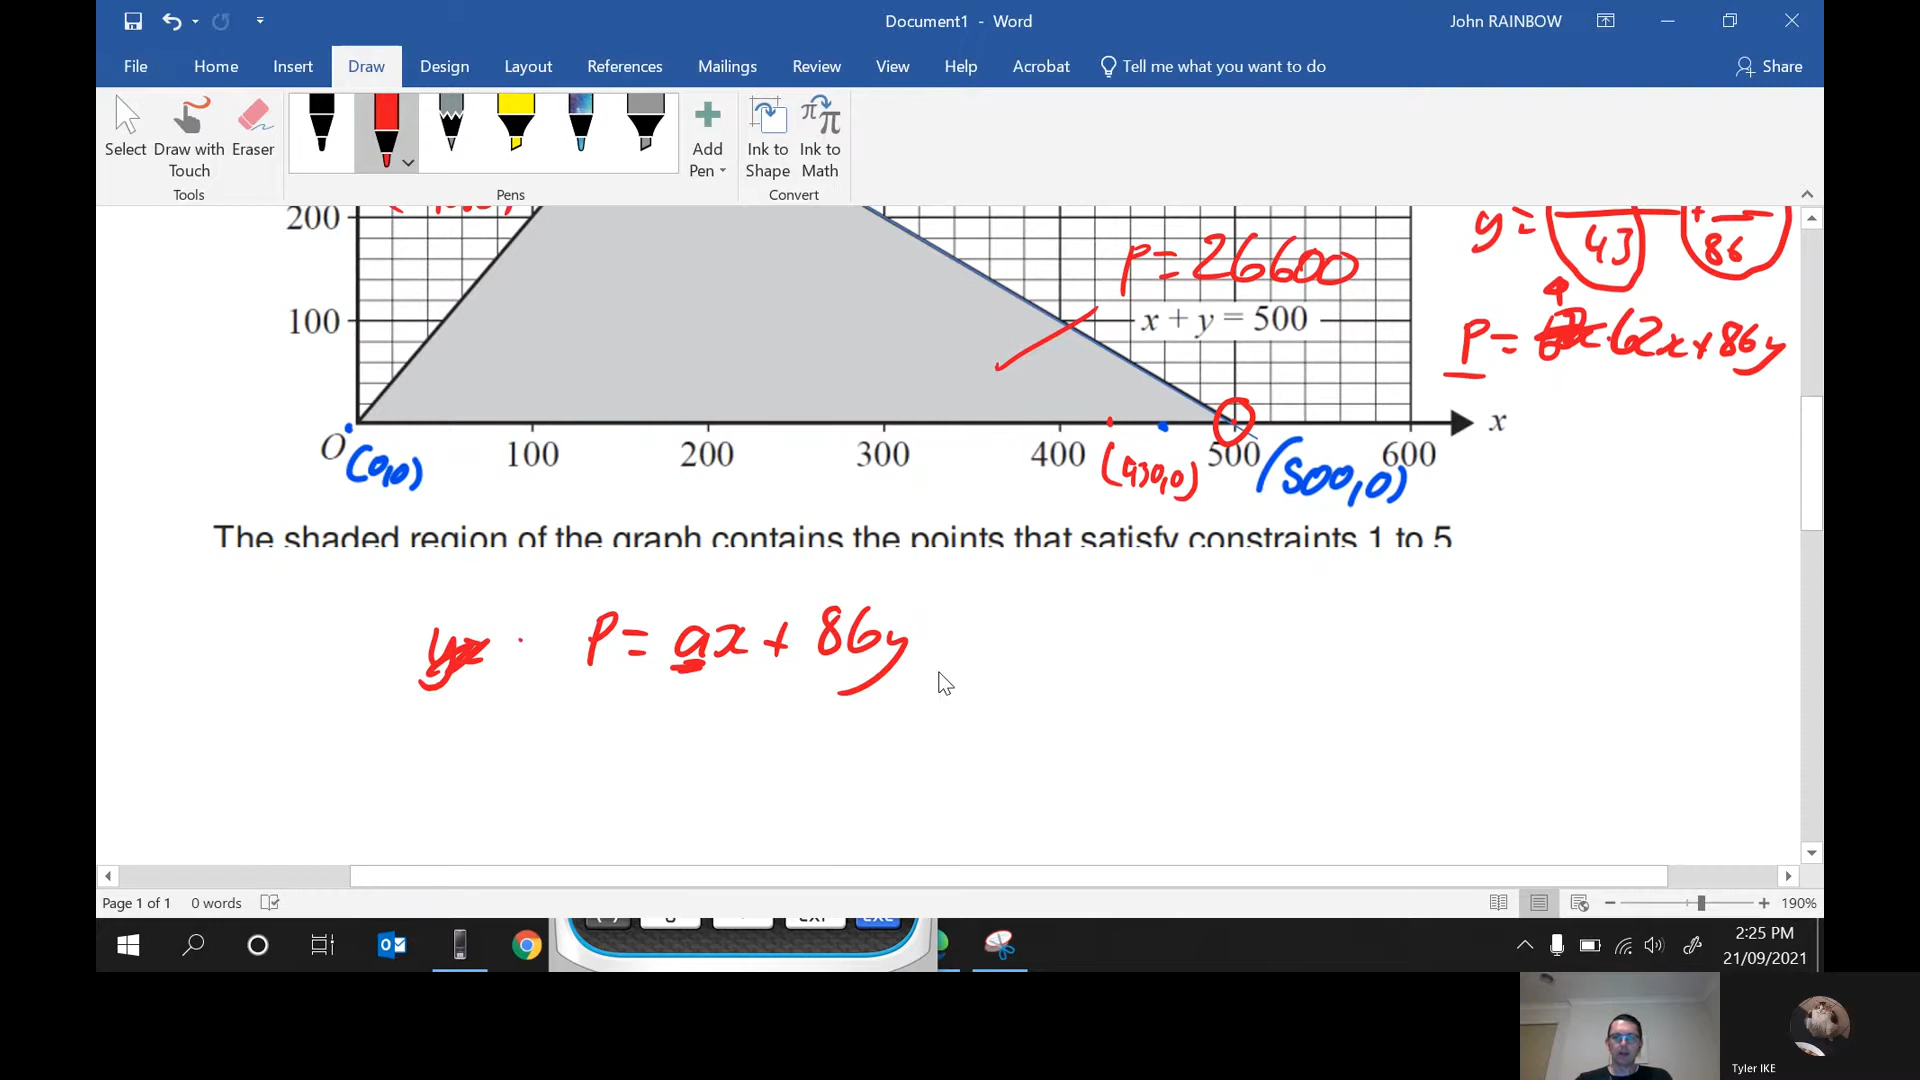 Document1 - Word
John RAINBOW
File Home Insert Draw Design Layout References Mailings Review View Help Acrobat Tell me what you want to do Share
Select Draw with Touch Eraser Add Pen Ink to Shape Ink to Math
Tools Pens Convert
200
y =
43 86
P = 26600
100
x + y = 500
P = 62x + 86y
x
O 100 200 300 400 500 600
(0,0) (430,0) (500,0)
The shaded region of the graph contains the points that satisfy constraints 1 to 5
P = ax + 86y
Page 1 of 1 0 words 190%
EXP EXE
2:25 PM
21/09/2021
Tyler IKE